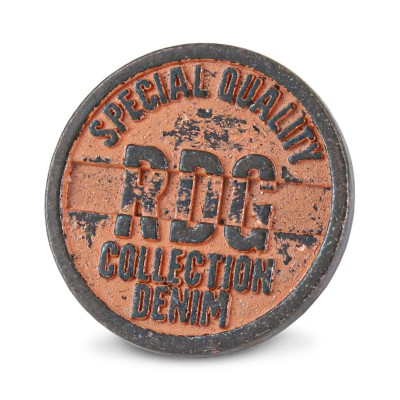 SPECIAL QUALITY
RDG
COLLECTION
DENIM